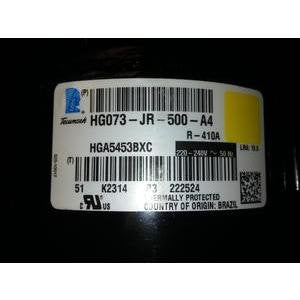 Tecumseh
HG073-JR-500-A4
R-410A
HGA5453BXC
220-240V ~ 50 Hz
51 K2314 P3 222524
THERMALLY PROTECTED
COUNTRY OF ORIGIN: BRAZIL